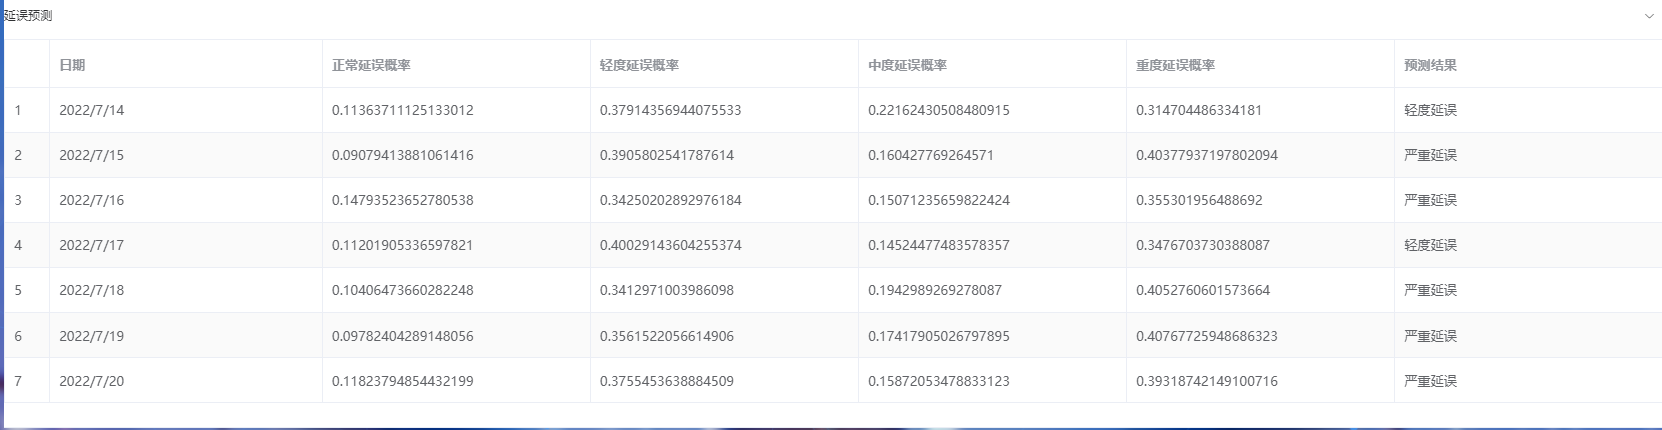 延误预测
日期 正常延误概率 轻度延误概率 中度延误概率 重度延误概率 预测结果
1 2022/7/14 0.11363711125133012 0.37914356944075533 0.22162430508480915 0.314704486334181 轻度延误
2 2022/7/15 0.09079413881061416 0.3905802541787614 0.160427769264571 0.40377937197802094 严重延误
3 2022/7/16 0.14793523652780538 0.34250202892976184 0.15071235659822424 0.355301956488692 严重延误
4 2022/7/17 0.11201905336597821 0.40029143604255374 0.14524477483578357 0.3476703730388087 轻度延误
5 2022/7/18 0.10406473660282248 0.3412971003986098 0.1942989269278087 0.4052760601573664 严重延误
6 2022/7/19 0.09782404289148056 0.3561522056614906 0.17417905026797895 0.40767725948686323 严重延误
7 2022/7/20 0.11823794854432199 0.3755453638884509 0.15872053478833123 0.39318742149100716 严重延误